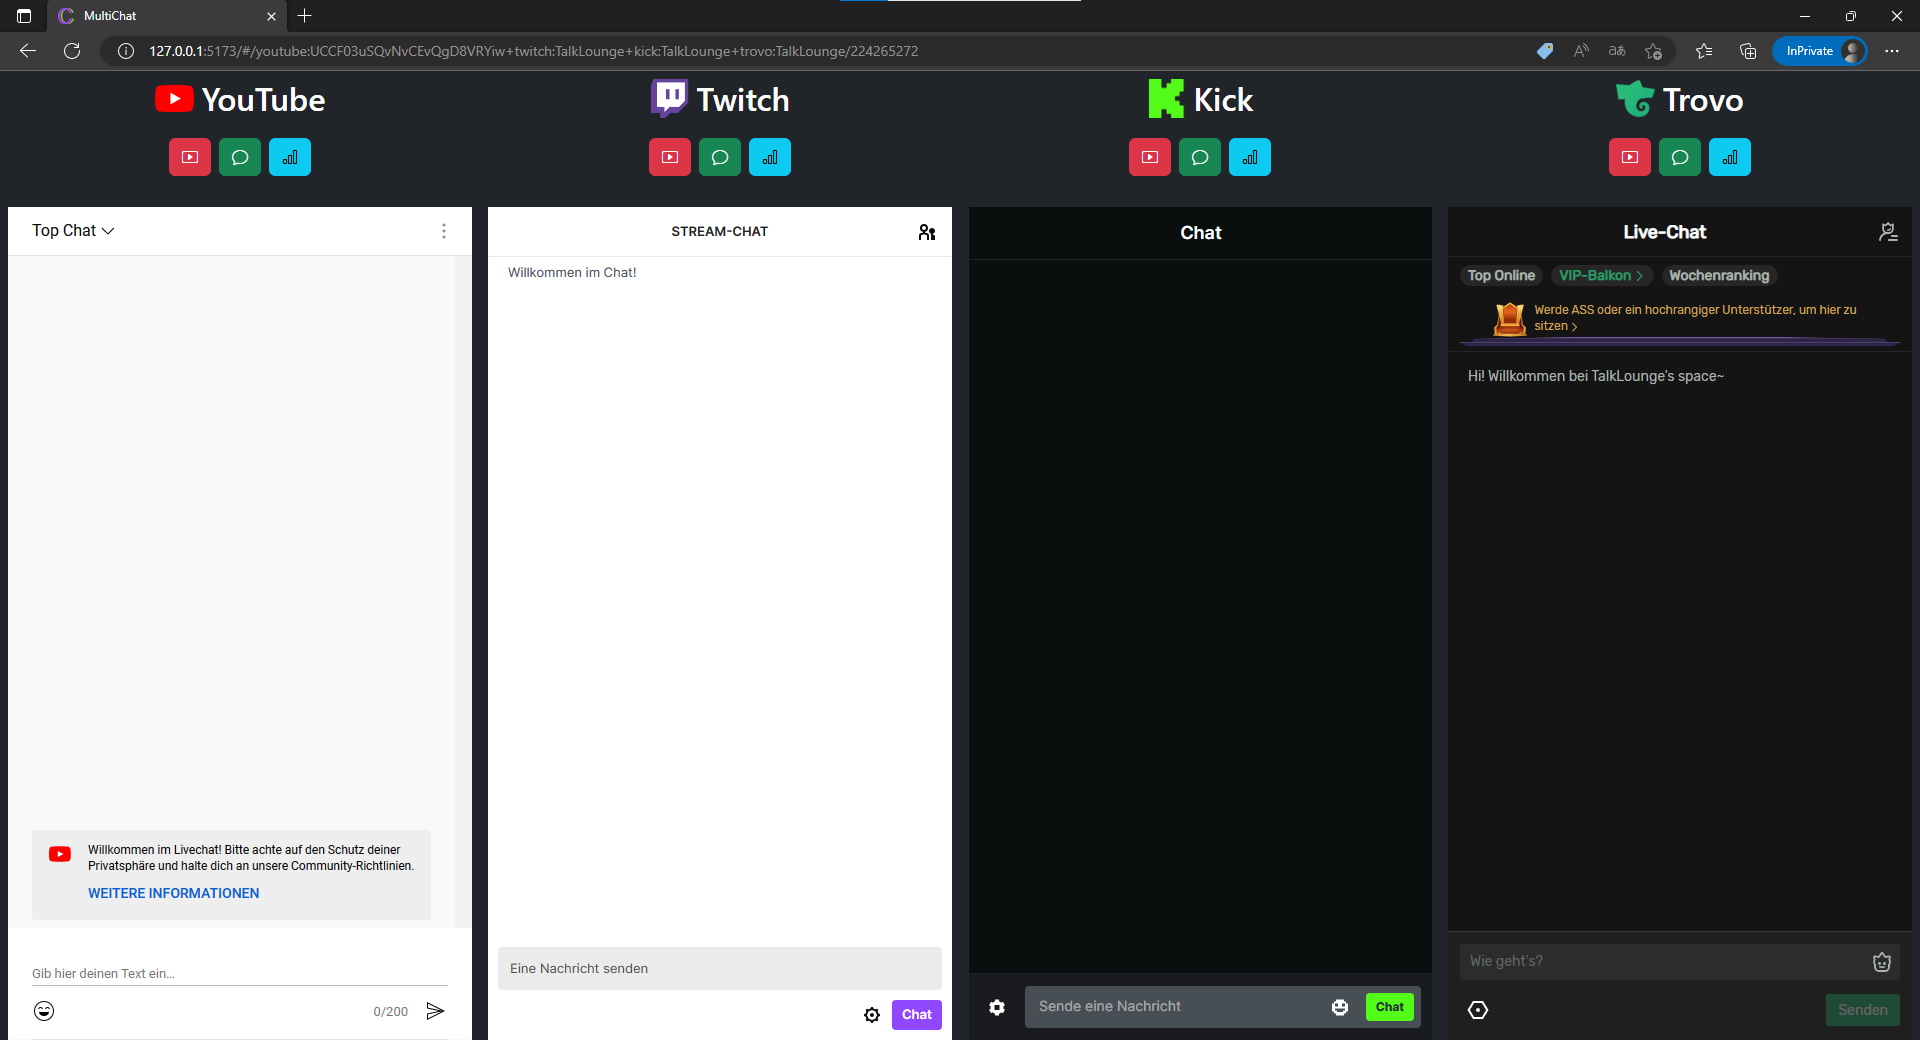 MultiChat
127.0.0.1:5173/#/youtube:UCCF03uSQvNvCEvQgD8VRYiw+twitch:TalkLounge+kick:TalkLounge+trovo:TalkLounge/224265272
InPrivate
YouTube
Twitch
Kick
Trovo
Top Chat
Willkommen im Livechat! Bitte achte auf den Schutz deiner
Privatsphäre und halte dich an unsere Community-Richtlinien.
WEITERE INFORMATIONEN
Gib hier deinen Text ein...
0/200
STREAM-CHAT
Willkommen im Chat!
Eine Nachricht senden
Chat
Chat
Sende eine Nachricht
Chat
Live-Chat
Top Online
VIP-Balkon >
Wochenranking
Werde ASS oder ein hochrangiger Unterstützer, um hier zu
sitzen >
Hi! Willkommen bei TalkLounge's space~
Wie geht's?
Senden